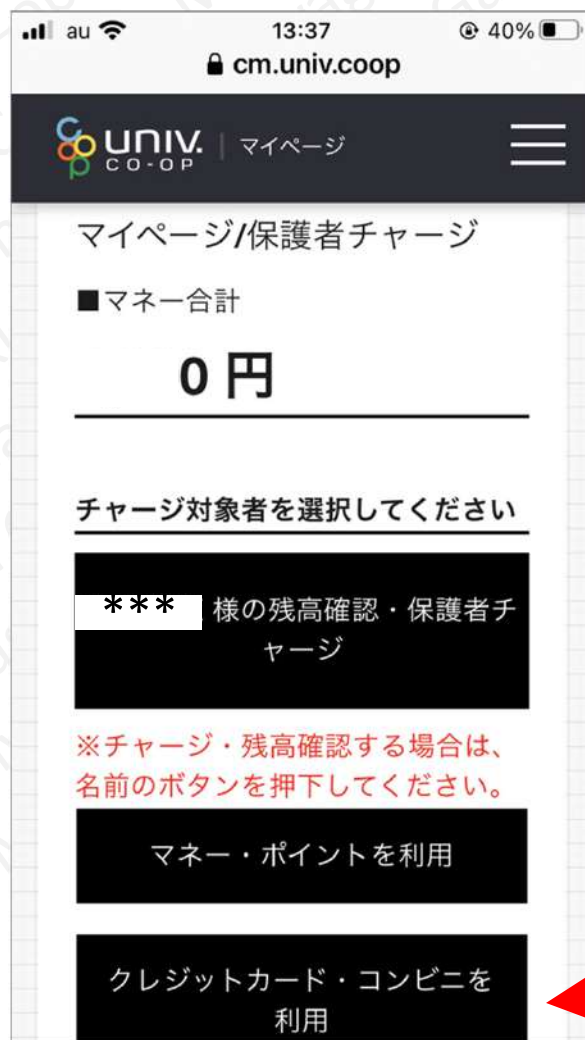 au 13:37 40%
cm.univ.coop
univ. CO-OP | マイページ
マイページ/保護者チャージ
■マネー合計
0 円
チャージ対象者を選択してください
*** 様の残高確認・保護者チ
ャージ
※チャージ・残高確認する場合は、
名前のボタンを押下してください。
マネー・ポイントを利用
クレジットカード・コンビニを
利用